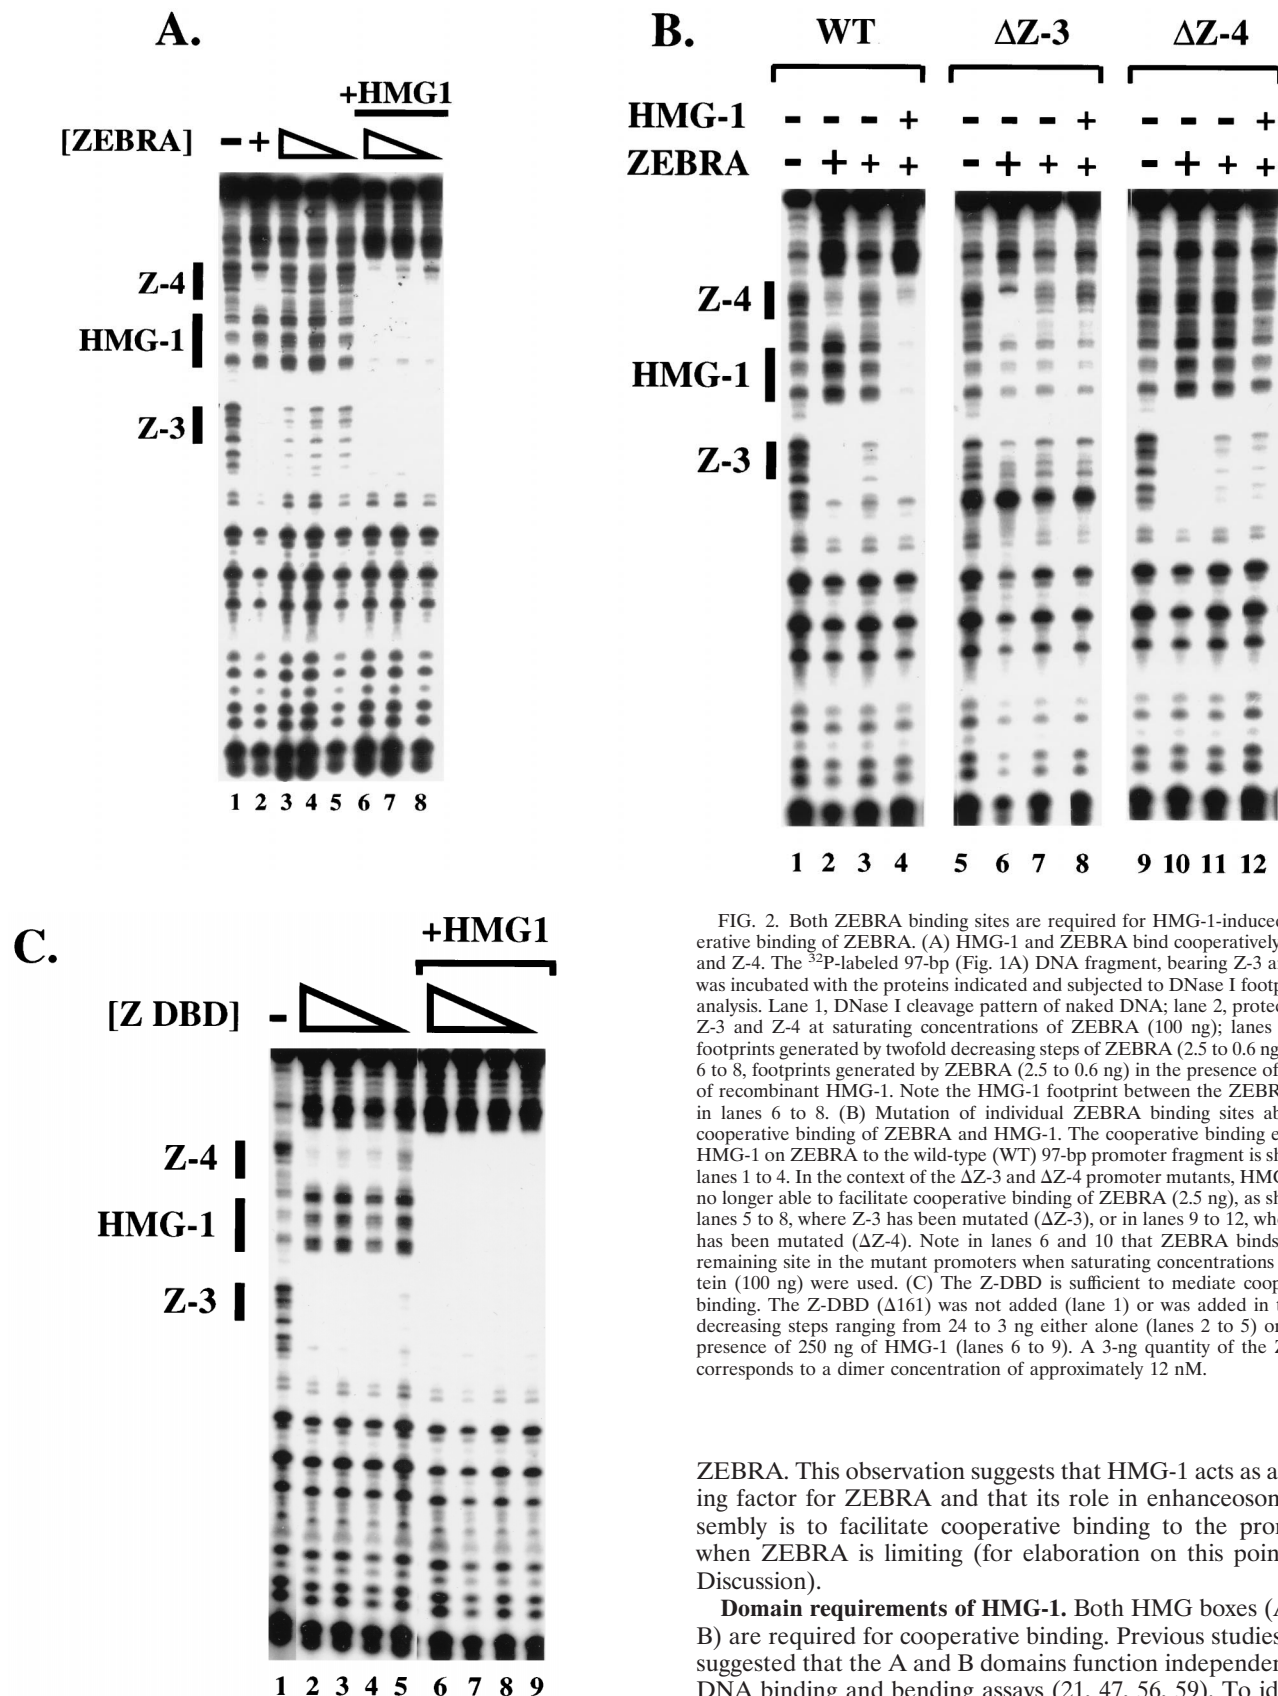 A.
+HMG1
[ZEBRA] - +
Z-4
HMG-1
Z-3
1 2 3 4 5 6 7 8
B.
WT ΔZ-3 ΔZ-4
HMG-1 - - - + - - - + - - - +
ZEBRA - + + + - + + + - + + +
Z-4
HMG-1
Z-3
1 2 3 4 5 6 7 8 9 10 11 12
C.
+HMG1
[Z DBD] -
Z-4
HMG-1
Z-3
1 2 3 4 5 6 7 8 9
FIG. 2. Both ZEBRA binding sites are required for HMG-1-induced
erative binding of ZEBRA. (A) HMG-1 and ZEBRA bind cooperatively
and Z-4. The 32P-labeled 97-bp (Fig. 1A) DNA fragment, bearing Z-3 a
was incubated with the proteins indicated and subjected to DNase I footp
analysis. Lane 1, DNase I cleavage pattern of naked DNA; lane 2, protec
Z-3 and Z-4 at saturating concentrations of ZEBRA (100 ng); lanes
footprints generated by twofold decreasing steps of ZEBRA (2.5 to 0.6 ng
6 to 8, footprints generated by ZEBRA (2.5 to 0.6 ng) in the presence of
of recombinant HMG-1. Note the HMG-1 footprint between the ZEBR
in lanes 6 to 8. (B) Mutation of individual ZEBRA binding sites ab
cooperative binding of ZEBRA and HMG-1. The cooperative binding e
HMG-1 on ZEBRA to the wild-type (WT) 97-bp promoter fragment is sh
lanes 1 to 4. In the context of the ΔZ-3 and ΔZ-4 promoter mutants, HMG
no longer able to facilitate cooperative binding of ZEBRA (2.5 ng), as sh
lanes 5 to 8, where Z-3 has been mutated (ΔZ-3), or in lanes 9 to 12, whe
has been mutated (ΔZ-4). Note in lanes 6 and 10 that ZEBRA binds
remaining site in the mutant promoters when saturating concentrations
tein (100 ng) were used. (C) The Z-DBD is sufficient to mediate coop
binding. The Z-DBD (Δ161) was not added (lane 1) or was added in t
decreasing steps ranging from 24 to 3 ng either alone (lanes 2 to 5) or
presence of 250 ng of HMG-1 (lanes 6 to 9). A 3-ng quantity of the Z
corresponds to a dimer concentration of approximately 12 nM.
ZEBRA. This observation suggests that HMG-1 acts as a
ing factor for ZEBRA and that its role in enhanceoson
sembly is to facilitate cooperative binding to the pro
when ZEBRA is limiting (for elaboration on this poin
Discussion).
Domain requirements of HMG-1. Both HMG boxes (A
B) are required for cooperative binding. Previous studies
suggested that the A and B domains function independen
DNA binding and bending assays (21, 47, 56, 59). To id